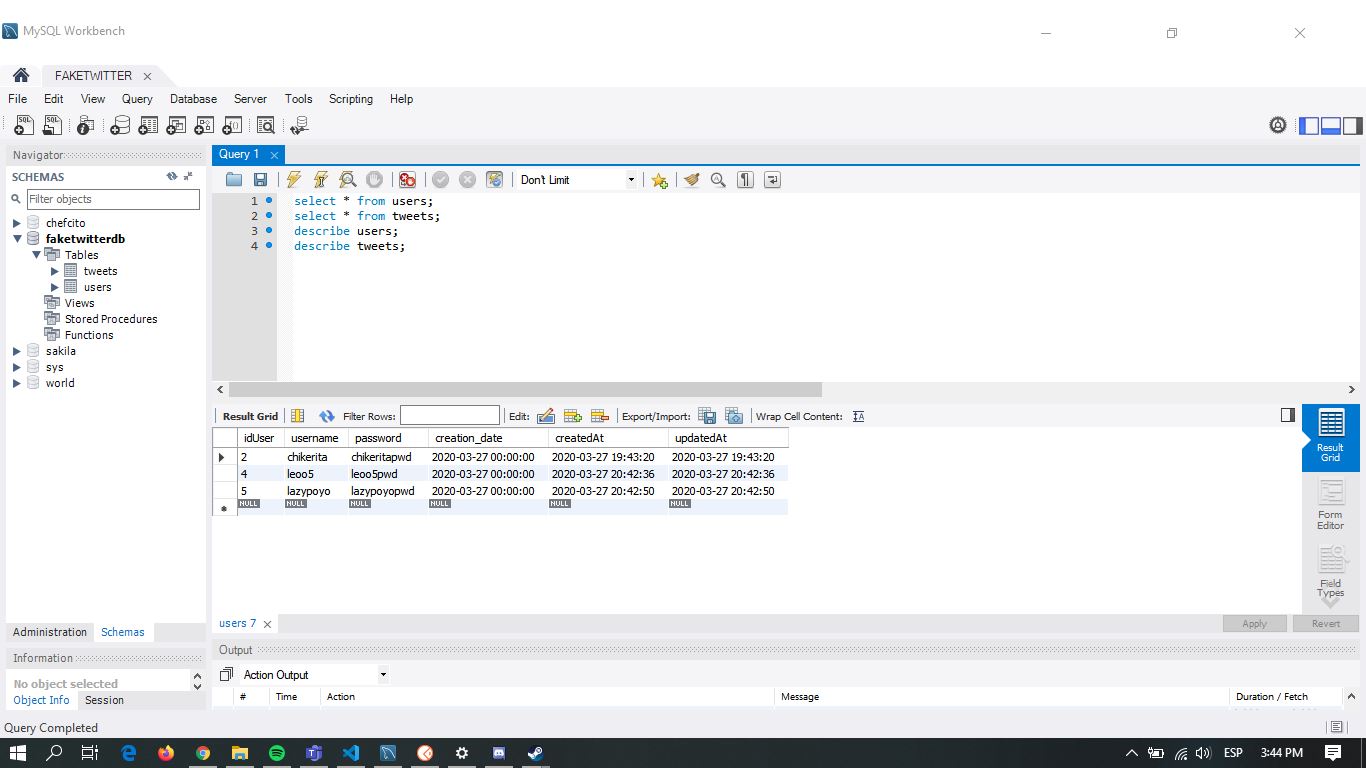 MySQL Workbench
FAKETWITTER
File Edit View Query Database Server Tools Scripting Help
Navigator
SCHEMAS
Filter objects
chefcito
faketwitterdb
Tables
tweets
users
Views
Stored Procedures
Functions
sakila
sys
world
Administration Schemas
Information
No object selected
Object Info Session
Query 1
Don't Limit
1 select * from users;
2 select * from tweets;
3 describe users;
4 describe tweets;
Result Grid Filter Rows: Edit: Export/Import: Wrap Cell Content:
idUser username password creation_date createdAt updatedAt
2 chikerita chikeritapwd 2020-03-27 00:00:00 2020-03-27 19:43:20 2020-03-27 19:43:20
4 leoo5 leoo5pwd 2020-03-27 00:00:00 2020-03-27 20:42:36 2020-03-27 20:42:36
5 lazypoyo lazypoyopwd 2020-03-27 00:00:00 2020-03-27 20:42:50 2020-03-27 20:42:50
NULL NULL NULL NULL NULL NULL
Result
Grid
Form
Editor
Field
Types
users 7
Apply Revert
Output
Action Output
# Time Action Message Duration / Fetch
Query Completed
ESP 3:44 PM